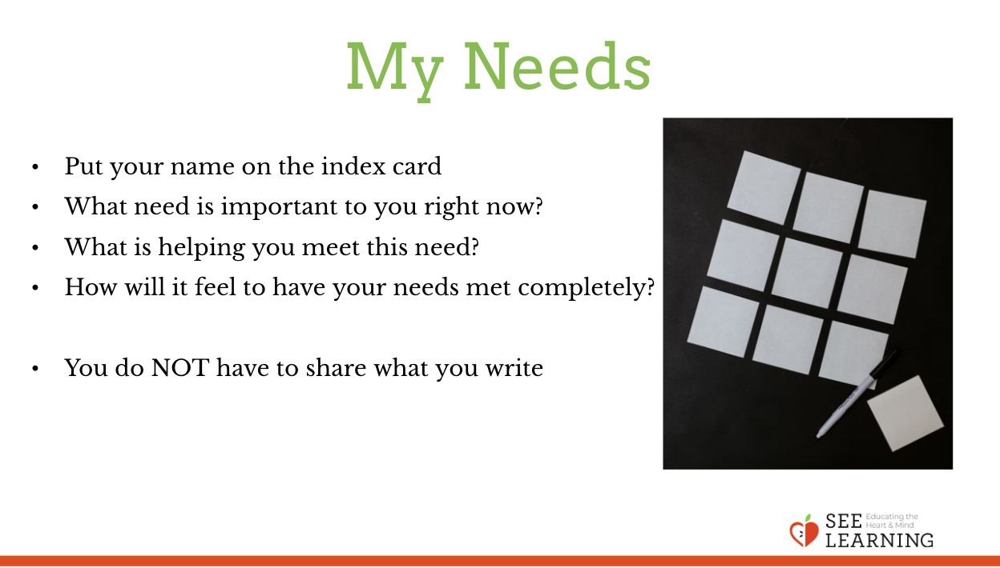 My Needs
• Put your name on the index card
• What need is important to you right now?
• What is helping you meet this need?
• How will it feel to have your needs met completely?
• You do NOT have to share what you write
SEE Educating the
Heart & Mind
LEARNING